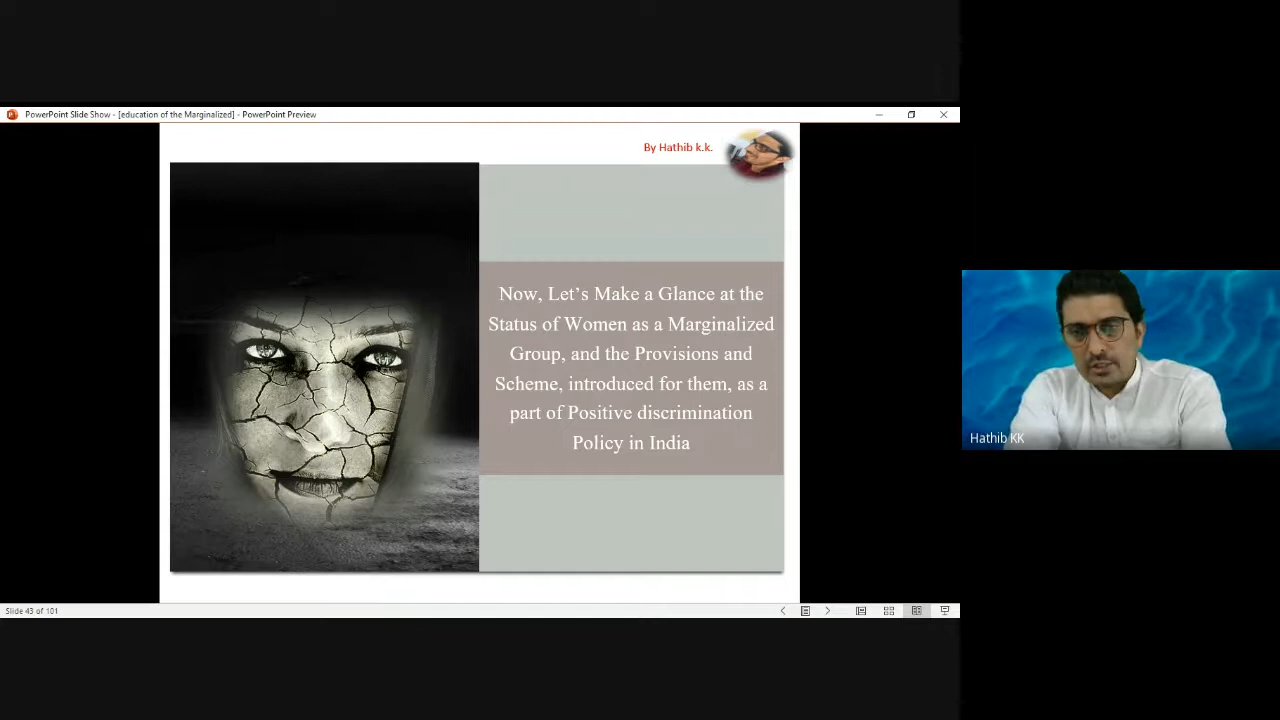 PowerPoint Slide Show - [education of the Marginalized] - PowerPoint Preview
By Hathib k.k.
Now, Let's Make a Glance at the
Status of Women as a Marginalized
Group, and the Provisions and
Scheme, introduced for them, as a
part of Positive discrimination
Policy in India
Hathib KK
Slide 43 of 101